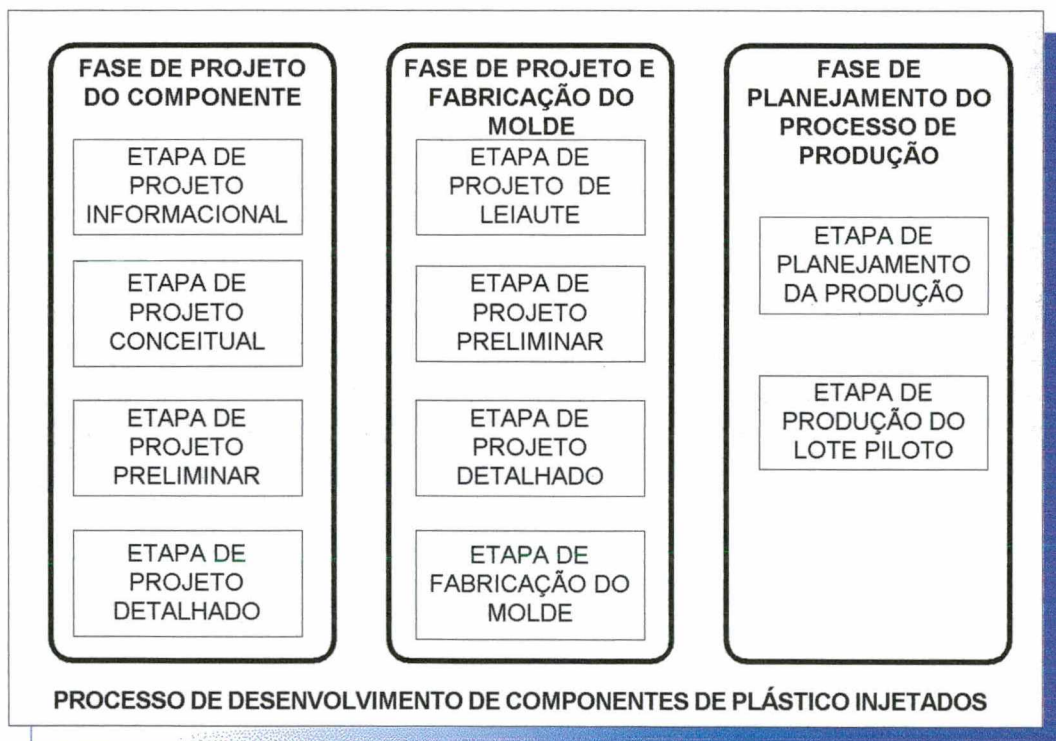 FASE DE PROJETO
DO COMPONENTE
ETAPA DE
PROJETO
INFORMACIONAL
ETAPA DE
PROJETO
CONCEITUAL
ETAPA DE
PROJETO
PRELIMINAR
ETAPA DE
PROJETO
DETALHADO
FASE DE PROJETO E
FABRICAÇÃO DO
MOLDE
ETAPA DE
PROJETO DE
LEIAUTE
ETAPA DE
PROJETO
PRELIMINAR
ETAPA DE
PROJETO
DETALHADO
ETAPA DE
FABRICAÇÃO DO
MOLDE
FASE DE
PLANEJAMENTO DO
PROCESSO DE
PRODUÇÃO
ETAPA DE
PLANEJAMENTO
DA PRODUÇÃO
ETAPA DE
PRODUÇÃO DO
LOTE PILOTO
PROCESSO DE DESENVOLVIMENTO DE COMPONENTES DE PLÁSTICO INJETADOS